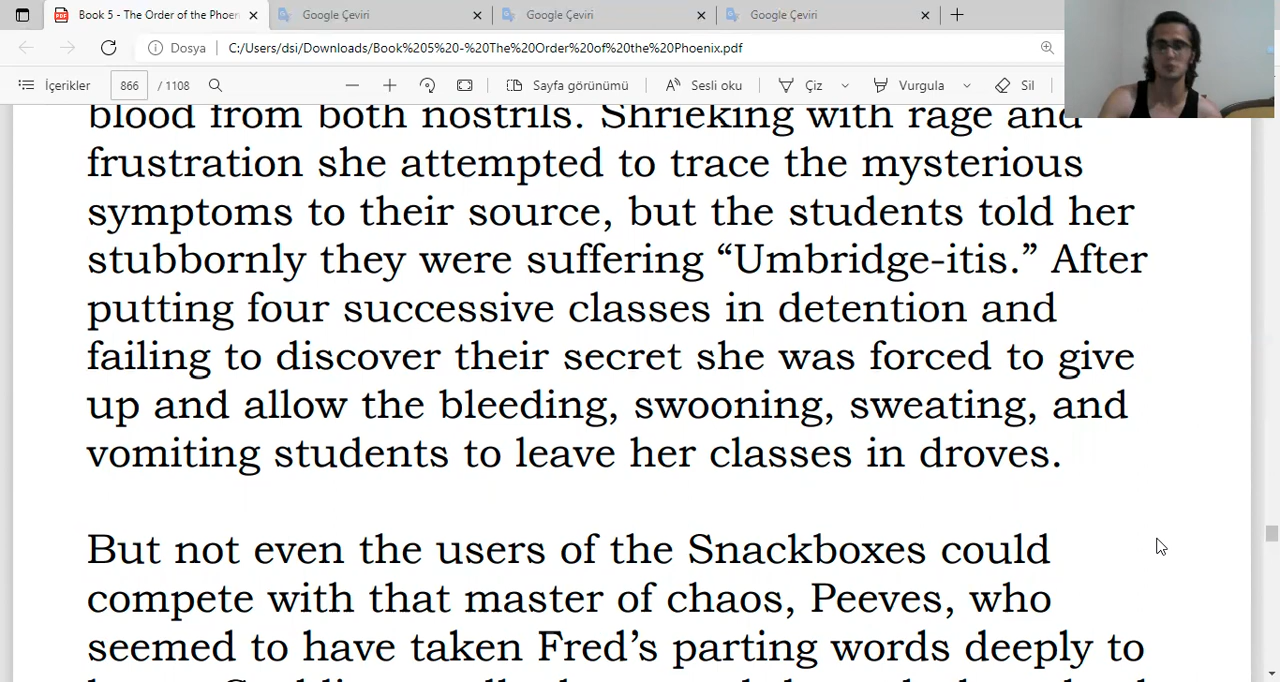 Book 5 - The Order of the Phoen
Google Çeviri
Google Çeviri
Google Çeviri
Dosya
C:/Users/dsi/Downloads/Book%205%20-%20The%20Order%20of%20the%20Phoenix.pdf
İçerikler
866
/ 1108
Sayfa görünümü
Sesli oku
Çiz
Vurgula
Sil
blood from both nostrils. Shrieking with rage and
frustration she attempted to trace the mysterious
symptoms to their source, but the students told her
stubbornly they were suffering “Umbridge-itis.” After
putting four successive classes in detention and
failing to discover their secret she was forced to give
up and allow the bleeding, swooning, sweating, and
vomiting students to leave her classes in droves.
But not even the users of the Snackboxes could
compete with that master of chaos, Peeves, who
seemed to have taken Fred’s parting words deeply to